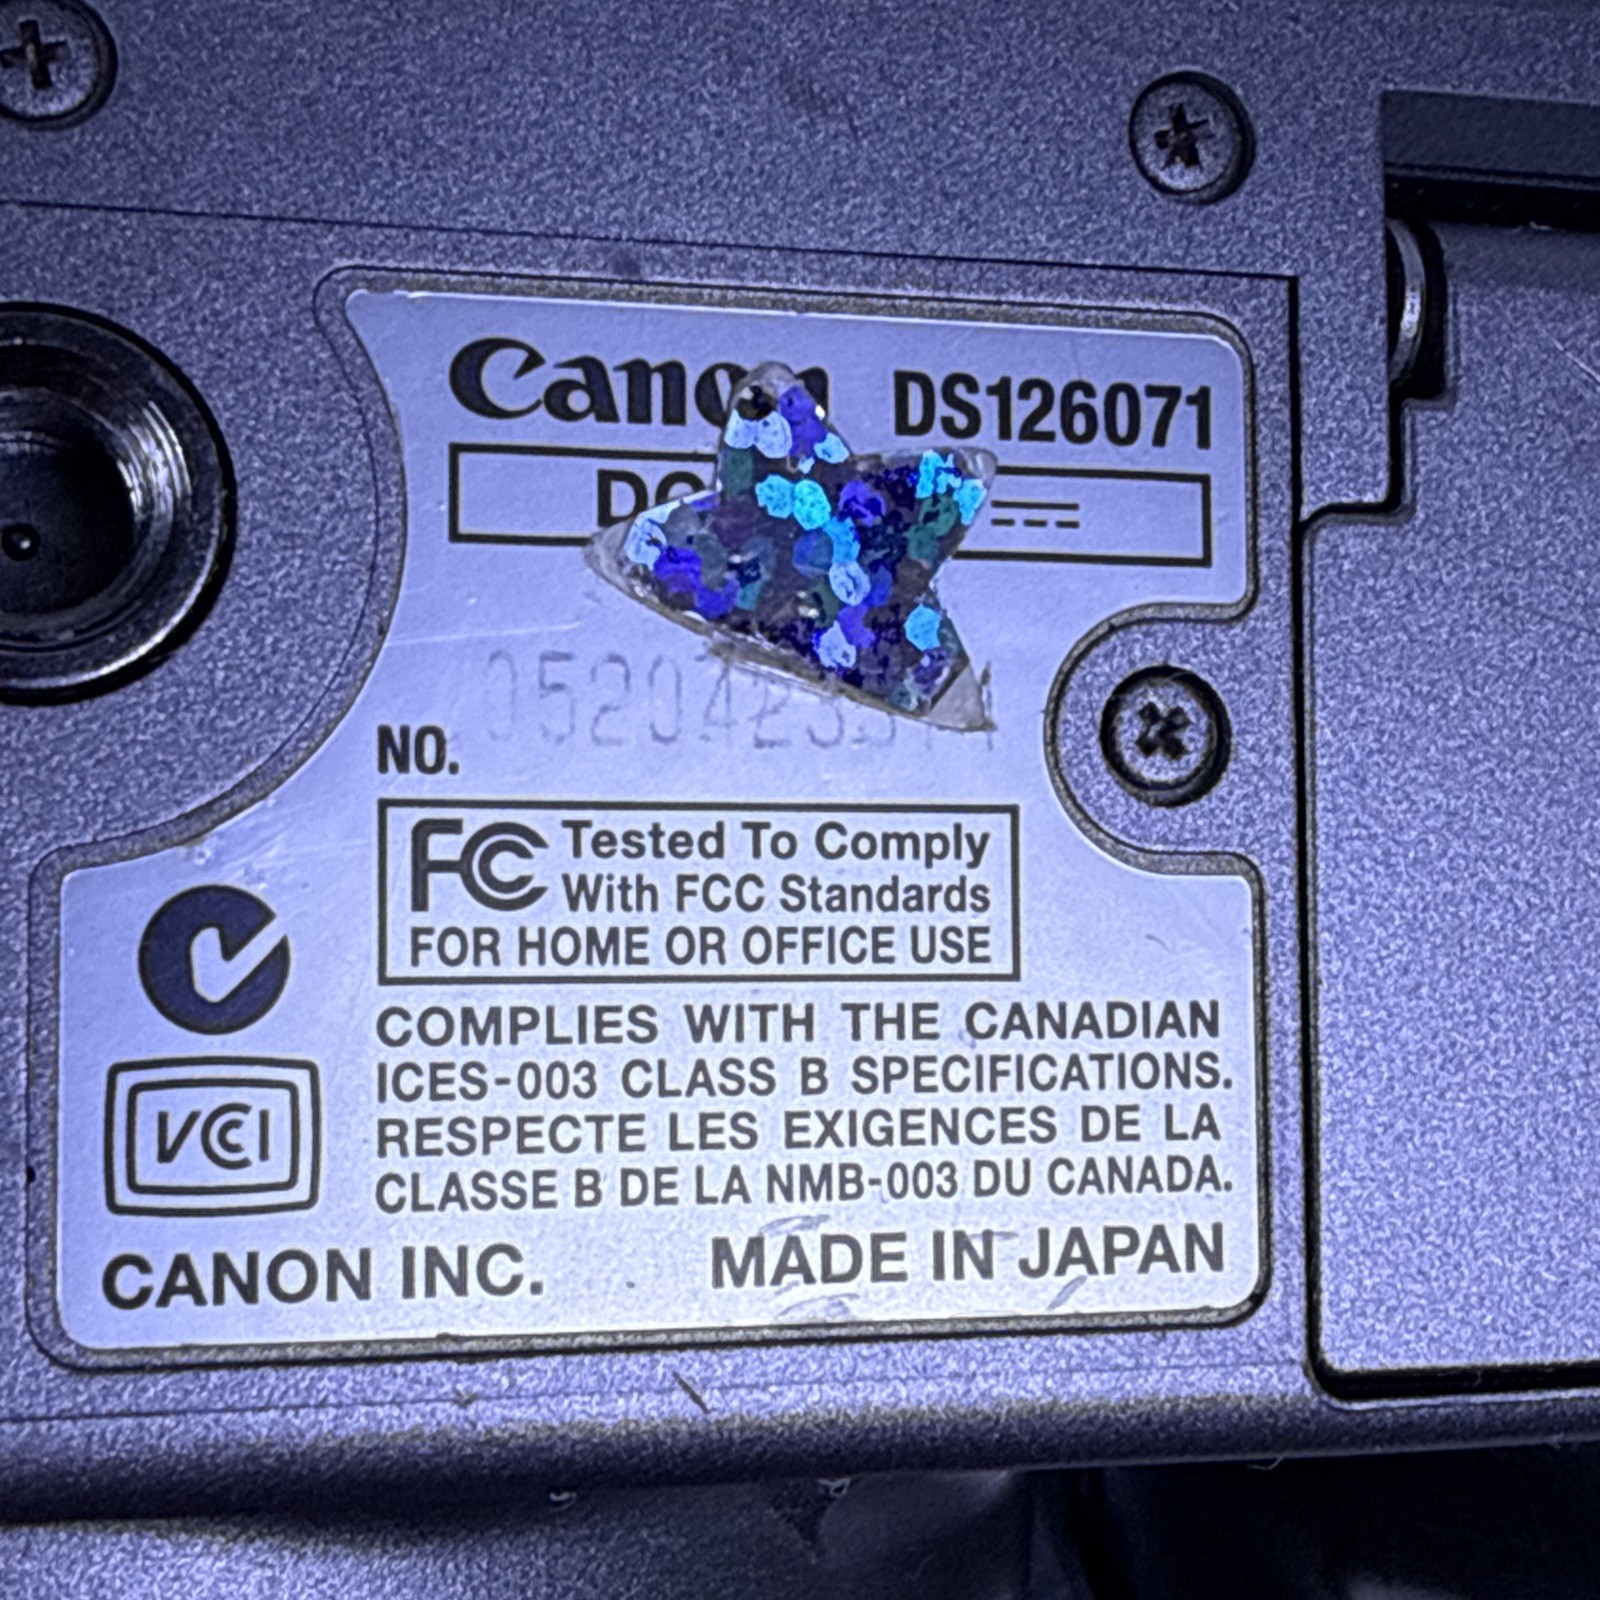 Canon DS126071
NO.
FC Tested To Comply
With FCC Standards
FOR HOME OR OFFICE USE
COMPLIES WITH THE CANADIAN
ICES-003 CLASS B SPECIFICATIONS.
RESPECTE LES EXIGENCES DE LA
CLASSE B DE LA NMB-003 DU CANADA.
VCI
CANON INC. MADE IN JAPAN